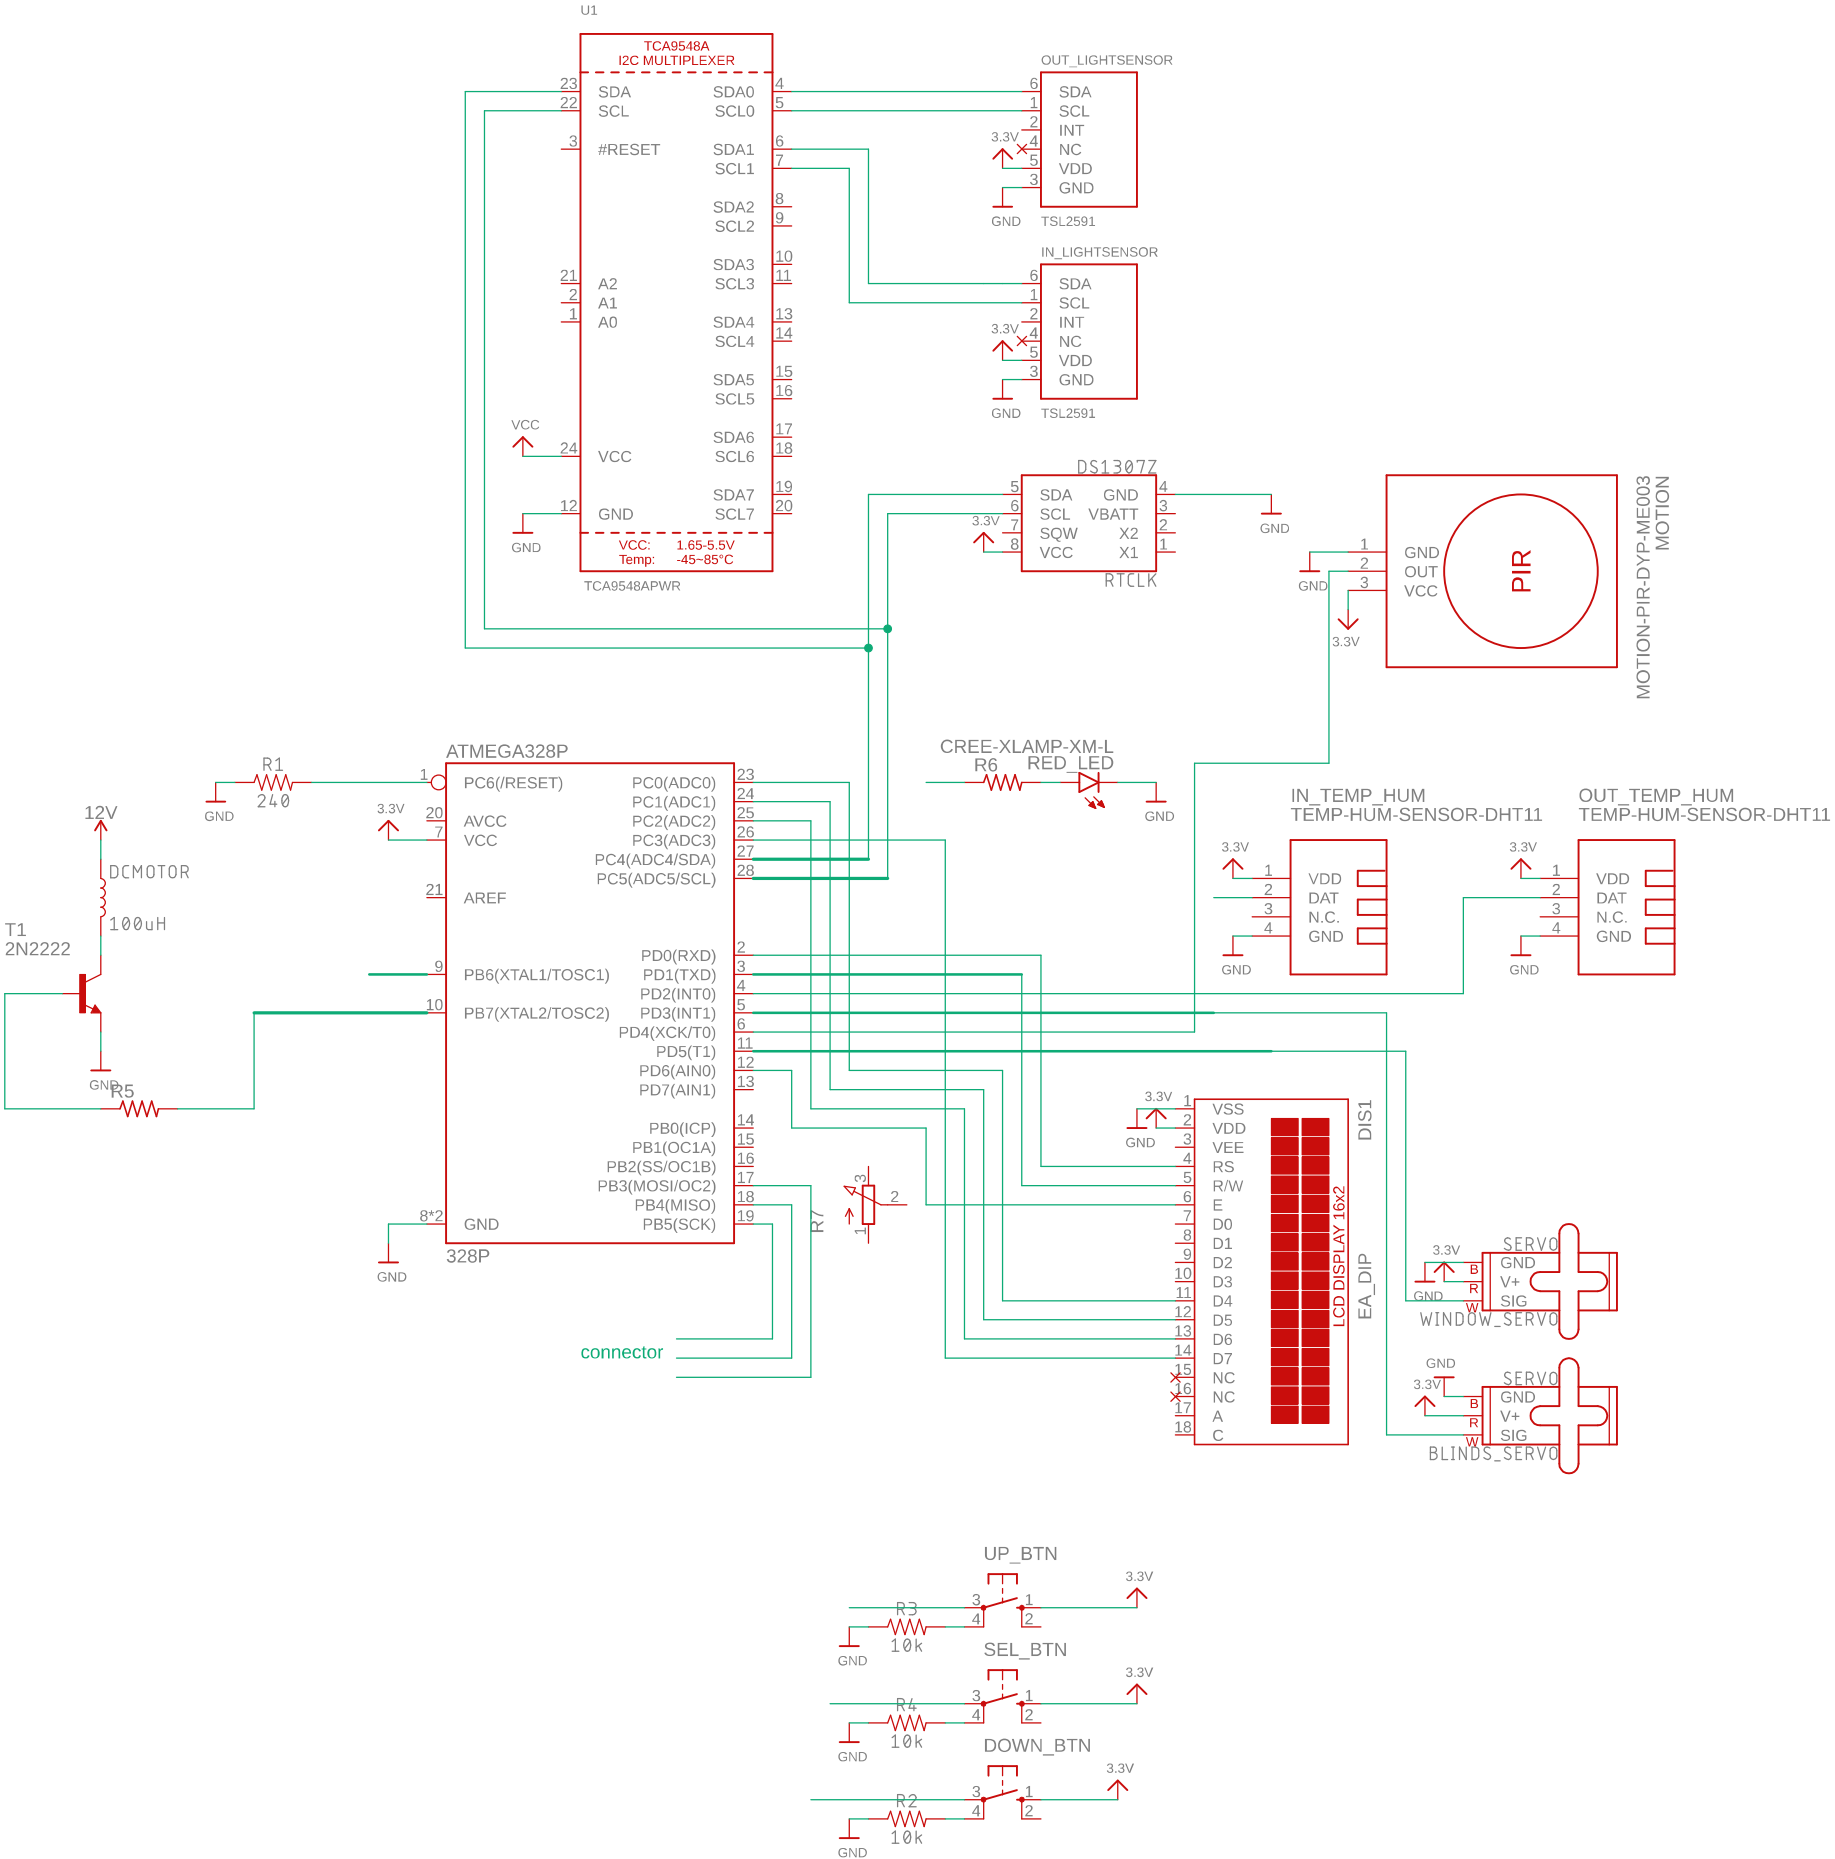 U1
TCA9548A
I2C MULTIPLEXER
23 SDA SDA0 4
22 SCL SCL0 5
3 #RESET SDA1 6
SCL1 7
SDA2 8
SCL2 9
SDA3 10
21 A2 SCL3 11
2 A1
1 A0 SDA4 13
SCL4 14
SDA5 15
SCL5 16
SDA6 17
VCC
24 VCC SCL6 18
SDA7 19
12 GND SCL7 20
GND
VCC: 1.65-5.5V
Temp: -45~85°C
TCA9548APWR
OUT_LIGHTSENSOR
6 SDA
1 SCL
2 INT
3.3V
4 NC
5 VDD
3 GND
GND
TSL2591
IN_LIGHTSENSOR
6 SDA
1 SCL
2 INT
3.3V
4 NC
5 VDD
3 GND
GND
TSL2591
DS1307Z
5 SDA GND 4
6 SCL VBATT 3
3.3V
7 SQW X2 2
8 VCC X1 1
GND
RTCLK
MOTION-PIR-DYP-ME003
MOTION
1 GND
2 OUT
3 VCC
GND
3.3V
PIR
ATMEGA328P
R1
240
GND
3.3V
1 PC6(/RESET) PC0(ADC0) 23
PC1(ADC1) 24
20 AVCC PC2(ADC2) 25
7 VCC PC3(ADC3) 26
PC4(ADC4/SDA) 27
PC5(ADC5/SCL) 28
21 AREF
PD0(RXD) 2
9 PB6(XTAL1/TOSC1) PD1(TXD) 3
PD2(INT0) 4
10 PB7(XTAL2/TOSC2) PD3(INT1) 5
PD4(XCK/T0) 6
PD5(T1) 11
PD6(AIN0) 12
PD7(AIN1) 13
PB0(ICP) 14
PB1(OC1A) 15
PB2(SS/OC1B) 16
PB3(MOSI/OC2) 17
PB4(MISO) 18
8*2 GND PB5(SCK) 19
GND
328P
12V
DCMOTOR
100uH
T1
2N2222
GND
R5
CREE-XLAMP-XM-L
RED_LED
R6
GND
IN_TEMP_HUM
TEMP-HUM-SENSOR-DHT11
3.3V
1 VDD
2 DAT
3 N.C.
4 GND
GND
OUT_TEMP_HUM
TEMP-HUM-SENSOR-DHT11
3.3V
1 VDD
2 DAT
3 N.C.
4 GND
GND
R7
3
2
1
connector
3.3V
GND
1 VSS
2 VDD
3 VEE
4 RS
5 R/W
6 E
7 D0
8 D1
9 D2
10 D3
11 D4
12 D5
13 D6
14 D7
15 NC
16 NC
17 A
18 C
LCD DISPLAY 16x2
DIS1
EA_DIP
SERVO
3.3V
GND
B GND
R V+
W SIG
WINDOW_SERVO
GND
3.3V
SERVO
B GND
R V+
W SIG
BLINDS_SERVO
UP_BTN
3.3V
3 1
4 2
R3
10k
GND
SEL_BTN
3.3V
3 1
4 2
R4
10k
GND
DOWN_BTN
3.3V
3 1
4 2
R2
10k
GND